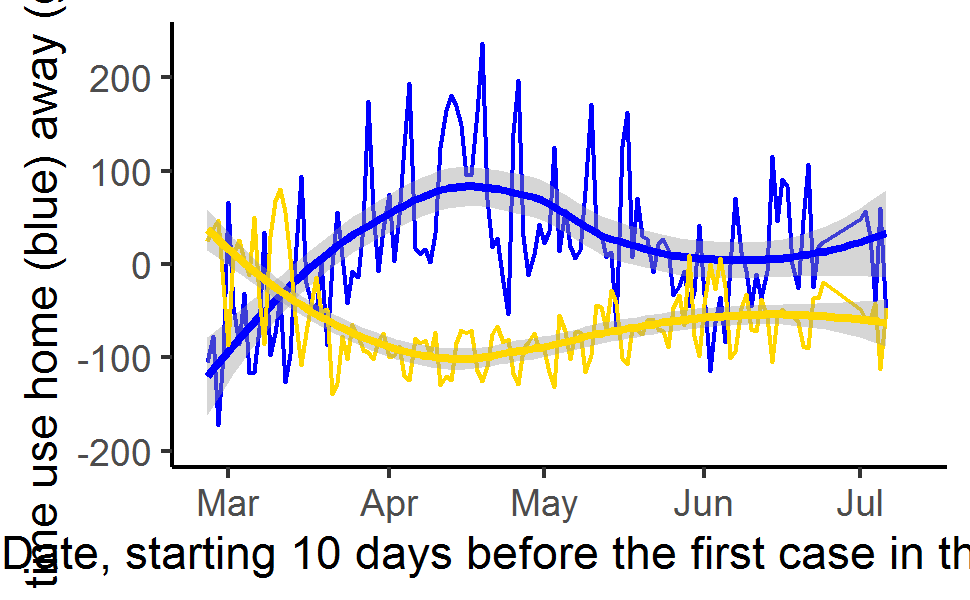 time use home (blue) away (
200
100
0
-100
-200
Mar Apr May Jun Jul
Date, starting 10 days before the first case in th